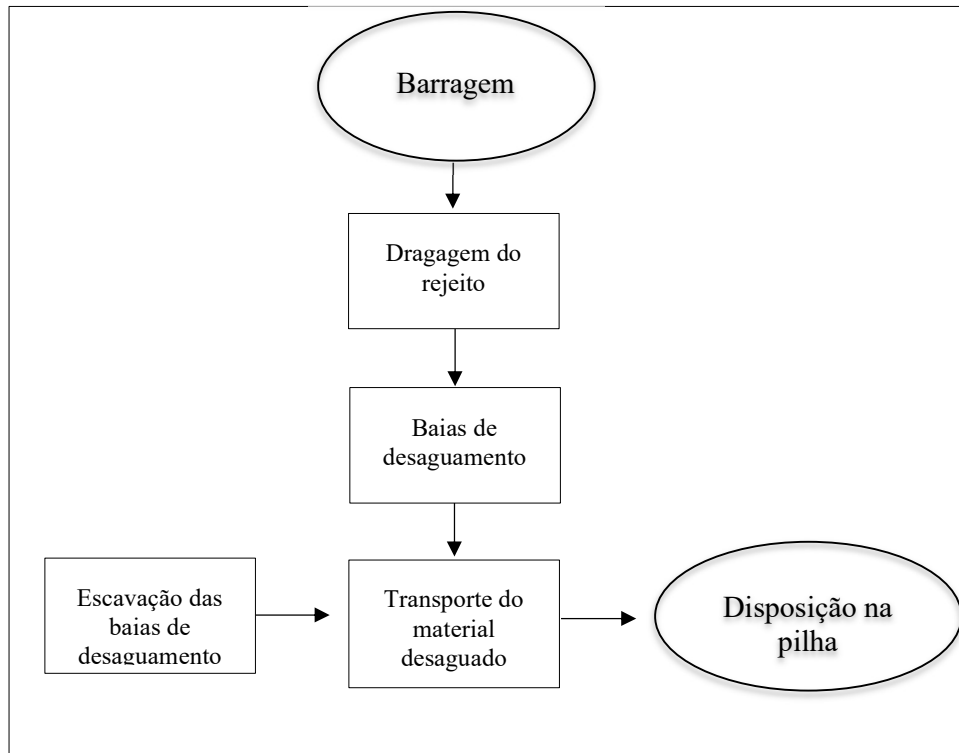 Barragem
Dragagem do
rejeito
Baias de
desaguamento
Escavação das
baias de
desaguamento
Transporte do
material
desaguado
Disposição na
pilha